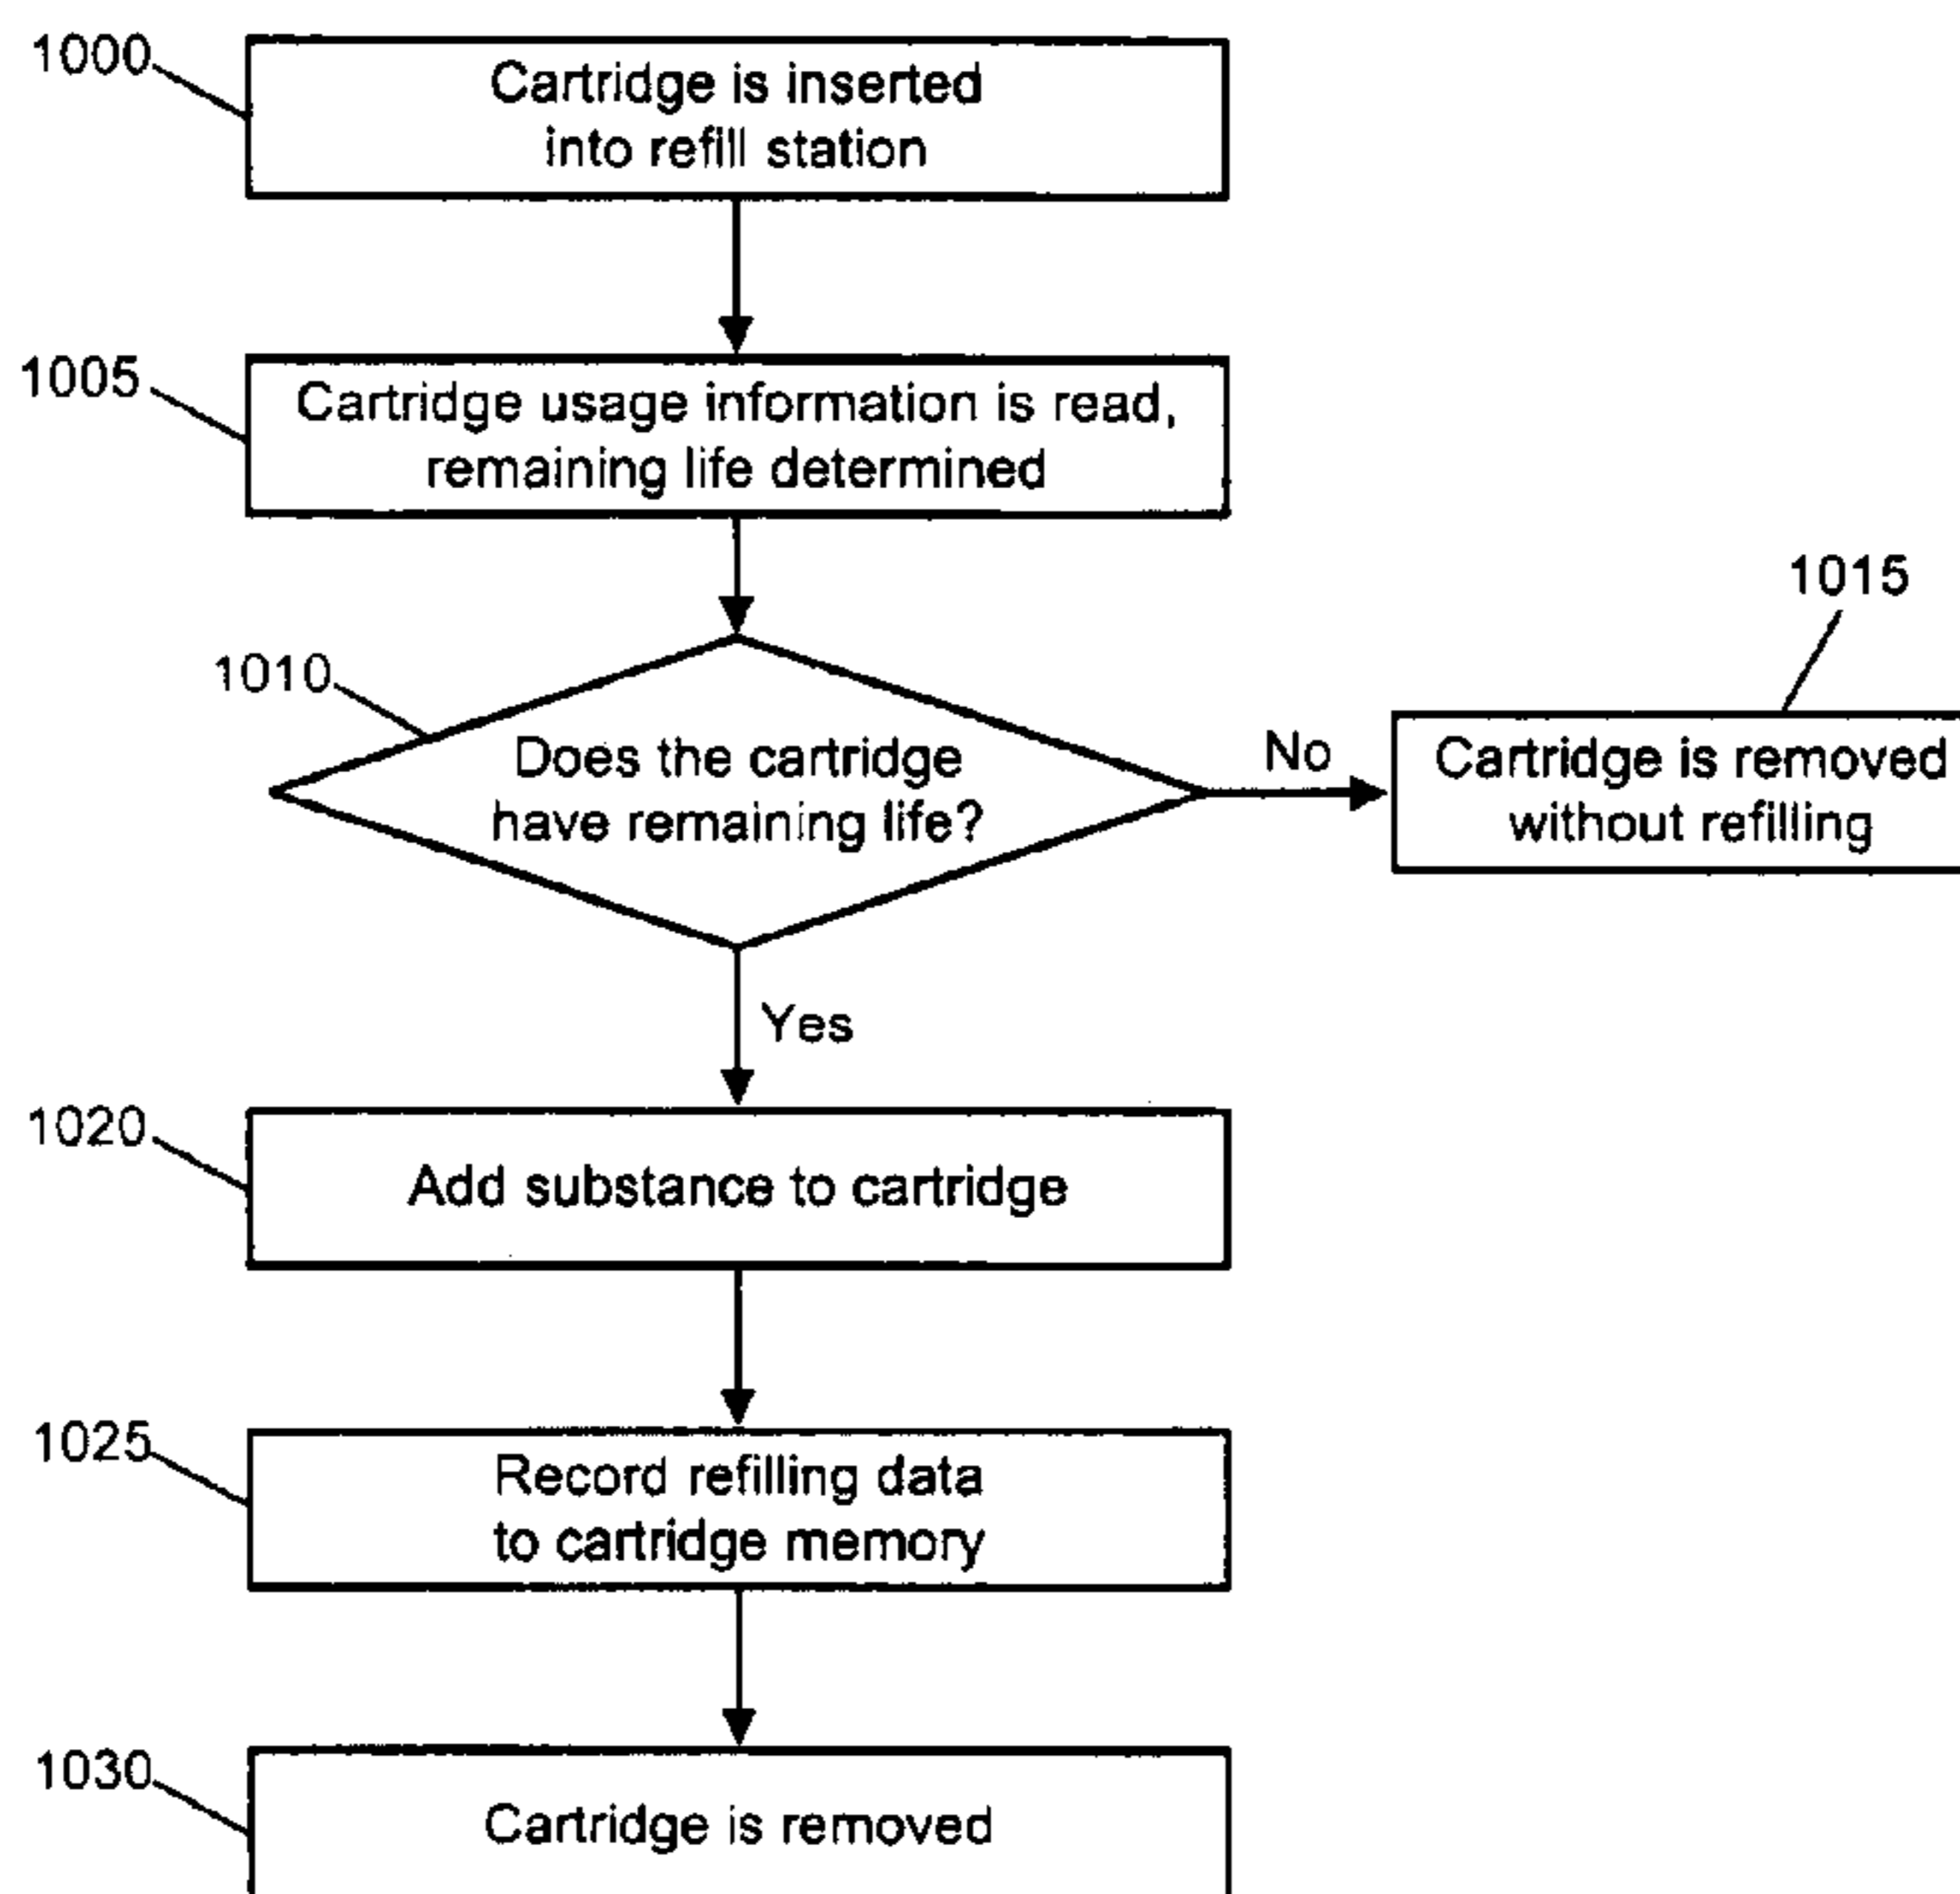 1000
Cartridge is inserted
into refill station
1005
Cartridge usage information is read,
remaining life determined
1010
Does the cartridge
have remaining life?
No
1015
Cartridge is removed
without refilling
Yes
1020
Add substance to cartridge
1025
Record refilling data
to cartridge memory
1030
Cartridge is removed